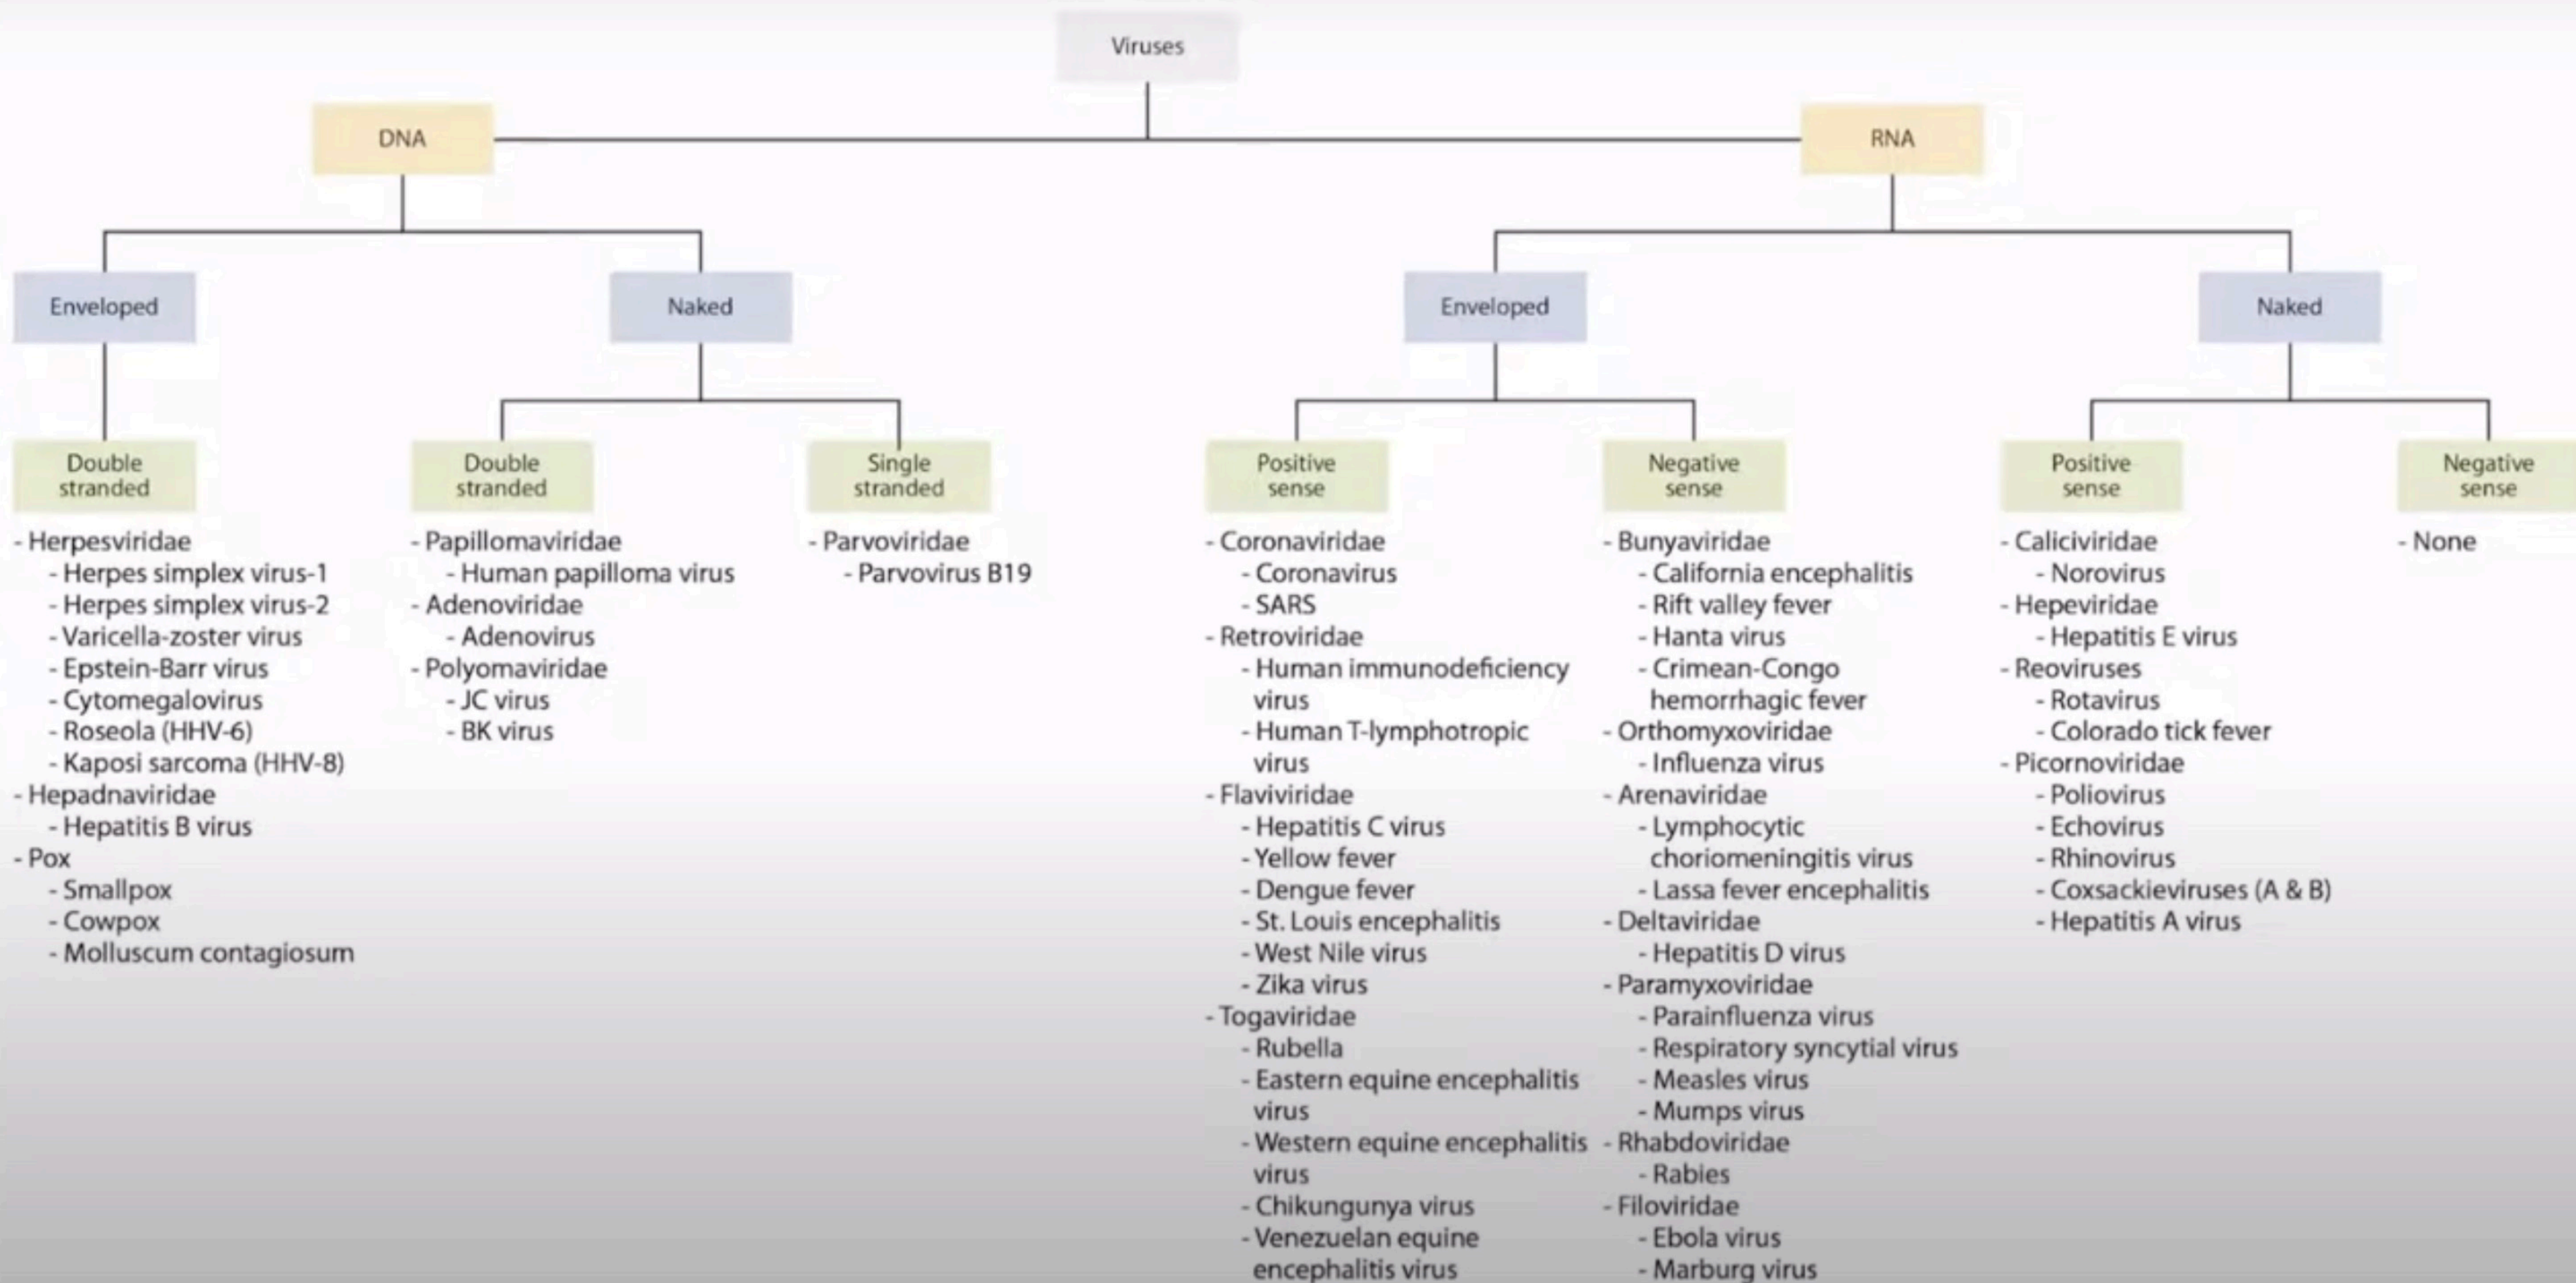 Viruses
DNA
RNA
Enveloped
Naked
Enveloped
Naked
Double
stranded
Double
stranded
Single
stranded
Positive
sense
Negative
sense
Positive
sense
Negative
sense
- Herpesviridae
- Herpes simplex virus-1
- Herpes simplex virus-2
- Varicella-zoster virus
- Epstein-Barr virus
- Cytomegalovirus
- Roseola (HHV-6)
- Kaposi sarcoma (HHV-8)
- Hepadnaviridae
- Hepatitis B virus
- Pox
- Smallpox
- Cowpox
- Molluscum contagiosum
- Papillomaviridae
- Human papilloma virus
- Adenoviridae
- Adenovirus
- Polyomaviridae
- JC virus
- BK virus
- Parvoviridae
- Parvovirus B19
- Coronaviridae
- Coronavirus
- SARS
- Retroviridae
- Human immunodeficiency
virus
- Human T-lymphotropic
virus
- Flaviviridae
- Hepatitis C virus
- Yellow fever
- Dengue fever
- St. Louis encephalitis
- West Nile virus
- Zika virus
- Togaviridae
- Rubella
- Eastern equine encephalitis
virus
- Western equine encephalitis
virus
- Chikungunya virus
- Venezuelan equine
encephalitis virus
- Bunyaviridae
- California encephalitis
- Rift valley fever
- Hanta virus
- Crimean-Congo
hemorrhagic fever
- Orthomyxoviridae
- Influenza virus
- Arenaviridae
- Lymphocytic
choriomeningitis virus
- Lassa fever encephalitis
- Deltaviridae
- Hepatitis D virus
- Paramyxoviridae
- Parainfluenza virus
- Respiratory syncytial virus
- Measles virus
- Mumps virus
- Rhabdoviridae
- Rabies
- Filoviridae
- Ebola virus
- Marburg virus
- Caliciviridae
- Norovirus
- Hepeviridae
- Hepatitis E virus
- Reoviruses
- Rotavirus
- Colorado tick fever
- Picornoviridae
- Poliovirus
- Echovirus
- Rhinovirus
- Coxsackieviruses (A & B)
- Hepatitis A virus
- None